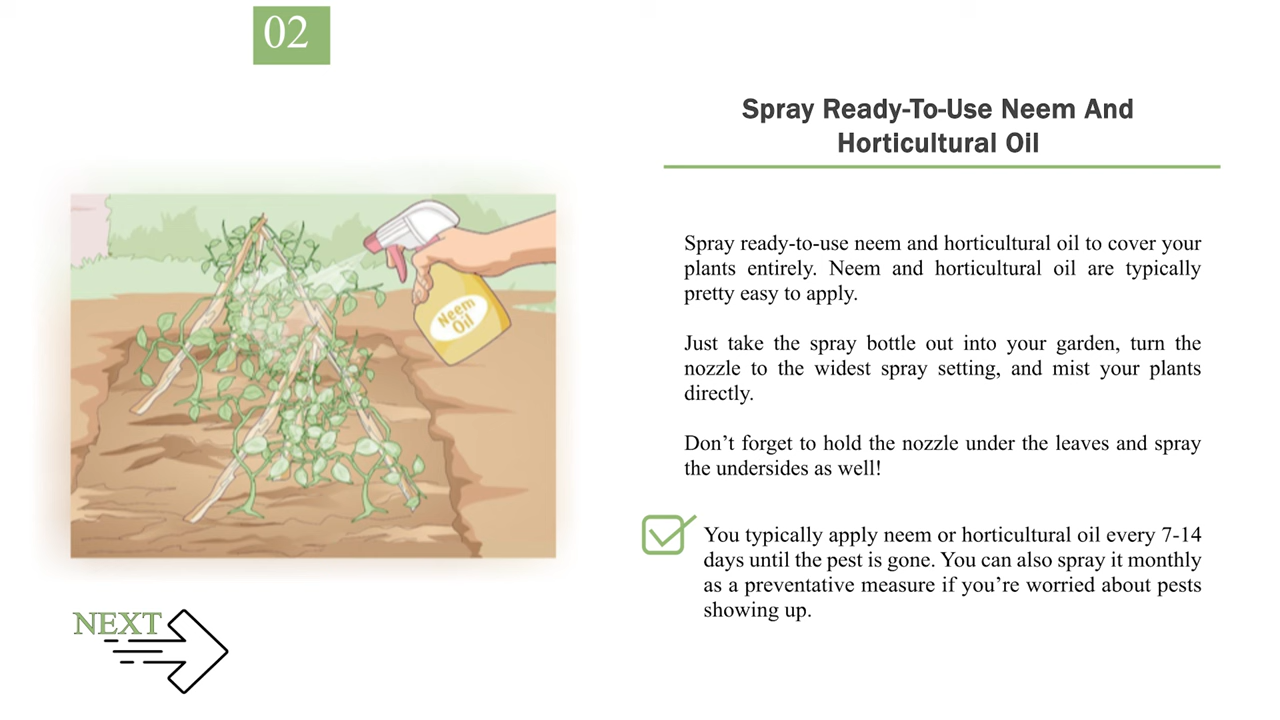 02
Spray Ready-To-Use Neem And
Horticultural Oil
Neem
Oil
Spray ready-to-use neem and horticultural oil to cover your
plants entirely. Neem and horticultural oil are typically
pretty easy to apply.
Just take the spray bottle out into your garden, turn the
nozzle to the widest spray setting, and mist your plants
directly.
Don’t forget to hold the nozzle under the leaves and spray
the undersides as well!
You typically apply neem or horticultural oil every 7-14
days until the pest is gone. You can also spray it monthly
as a preventative measure if you’re worried about pests
showing up.
NEXT